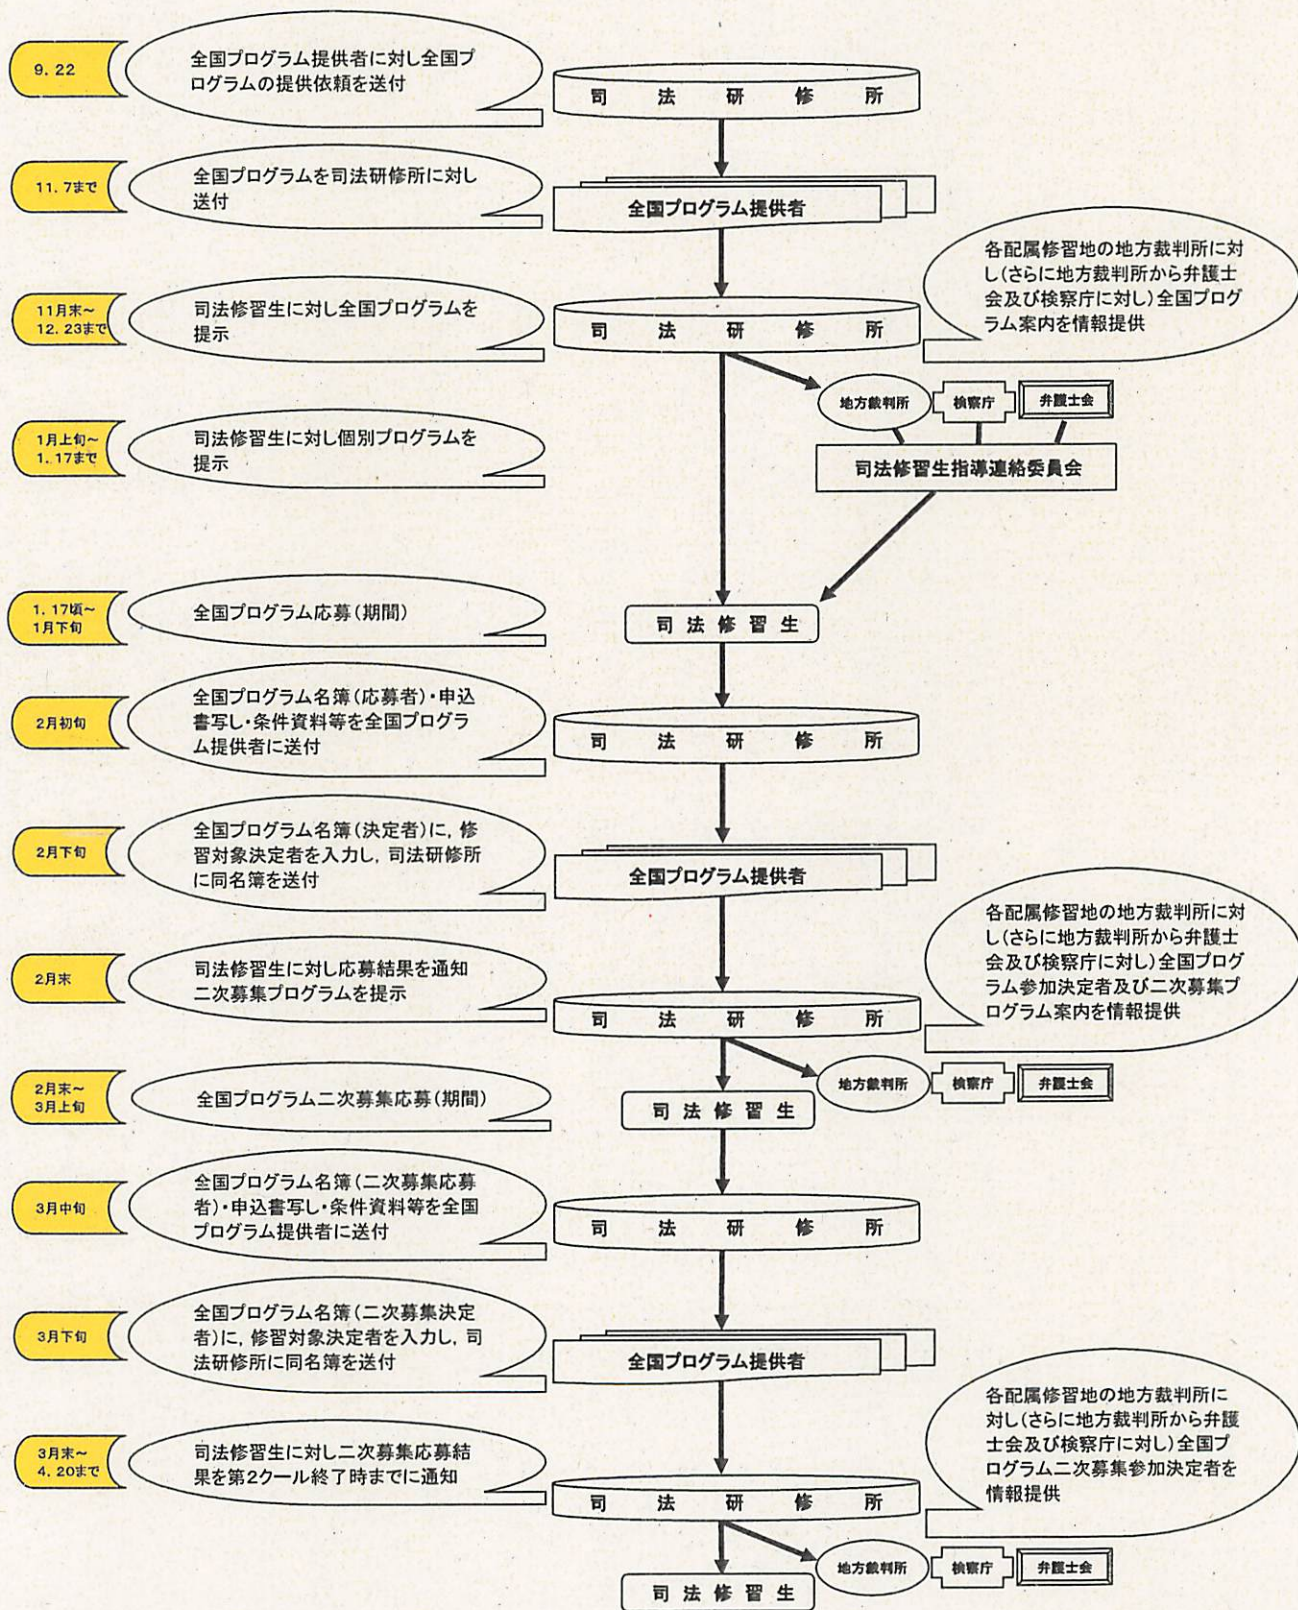 9. 22
全国プログラム提供者に対し全国プ
ログラムの提供依頼を送付
司法研修所
11. 7まで
全国プログラムを司法研修所に対し
送付
全国プログラム提供者
11月末～
12. 23まで
司法修習生に対し全国プログラムを
提示
司法研修所
各配属修習地の地方裁判所に対
し(さらに地方裁判所から弁護士
会及び検察庁に対し)全国プログ
ラム案内を情報提供
地方裁判所
検察庁
弁護士会
1月上旬～
1. 17まで
司法修習生に対し個別プログラムを
提示
司法修習生指導連絡委員会
1. 17頃～
1月下旬
全国プログラム応募(期間)
司法修習生
2月初旬
全国プログラム名簿(応募者)・申込
書写し・条件資料等を全国プログラ
ム提供者に送付
司法研修所
2月下旬
全国プログラム名簿(決定者)に, 修
習対象決定者を入力し, 司法研修所
に同名簿を送付
全国プログラム提供者
2月末
司法修習生に対し応募結果を通知
二次募集プログラムを提示
司法研修所
各配属修習地の地方裁判所に対
し(さらに地方裁判所から弁護士
会及び検察庁に対し)全国プログ
ラム参加決定者及び二次募集プ
ログラム案内を情報提供
地方裁判所
検察庁
弁護士会
2月末～
3月上旬
全国プログラム二次募集応募(期間)
司法修習生
3月中旬
全国プログラム名簿(二次募集応募
者)・申込書写し・条件資料等を全国
プログラム提供者に送付
司法研修所
3月下旬
全国プログラム名簿(二次募集決定
者)に, 修習対象決定者を入力し, 司
法研修所に同名簿を送付
全国プログラム提供者
3月末～
4. 20まで
司法修習生に対し二次募集応募結
果を第2クール終了時までに通知
司法研修所
各配属修習地の地方裁判所に
対し(さらに地方裁判所から弁護
士会及び検察庁に対し)全国プ
ログラム二次募集参加決定者を
情報提供
地方裁判所
検察庁
弁護士会
司法修習生